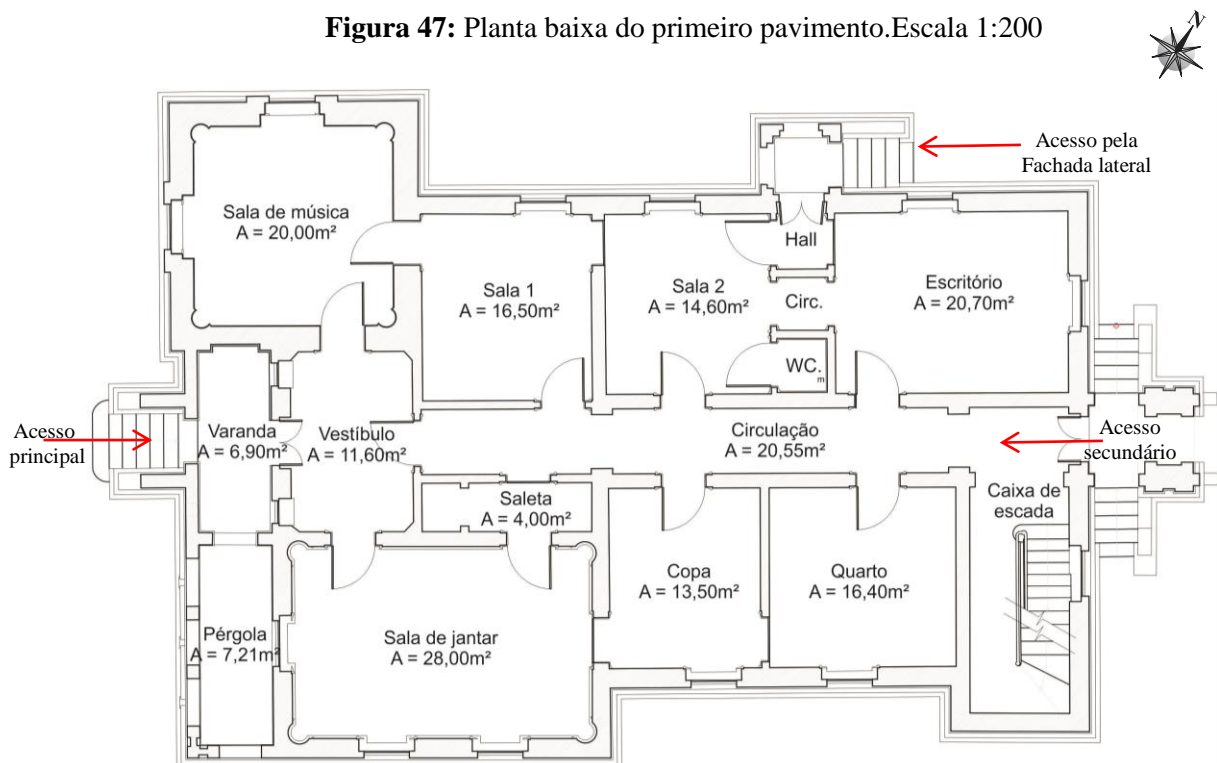 Figura 47: Planta baixa do primeiro pavimento.Escala 1:200
N
Acesso pela
Fachada lateral
Sala de música
A = 20,00m²
Hall
Sala 1
A = 16,50m²
Sala 2
A = 14,60m²
Circ.
Escritório
A = 20,70m²
WC.
m
Acesso
principal
Varanda
A = 6,90m²
Vestíbulo
A = 11,60m²
Circulação
A = 20,55m²
Acesso
secundário
Saleta
A = 4,00m²
Caixa de
escada
Copa
A = 13,50m²
Quarto
A = 16,40m²
Pérgola
A = 7,21m²
Sala de jantar
A = 28,00m²